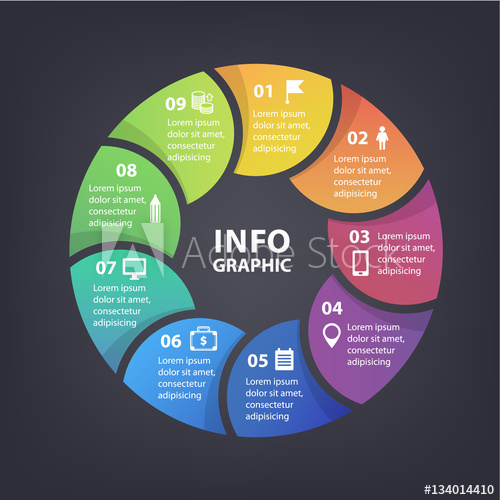 INFO
GRAPHIC
01
Lorem ipsum
dolor sit amet,
consectetur
adipisicing
02
Lorem ipsum
dolor sit amet,
consectetur
adipisicing
03
Lorem ipsum
dolor sit amet,
consectetur
adipisicing
04
Lorem ipsum
dolor sit amet,
consectetur
adipisicing
05
Lorem ipsum
dolor sit amet,
consectetur
adipisicing
06
$
Lorem ipsum
dolor sit amet,
consectetur
adipisicing
07
Lorem ipsum
dolor sit amet,
consectetur
adipisicing
08
Lorem ipsum
dolor sit amet,
consectetur
adipisicing
09
Lorem ipsum
dolor sit amet,
consectetur
adipisicing
Adobe Stock
#134014410